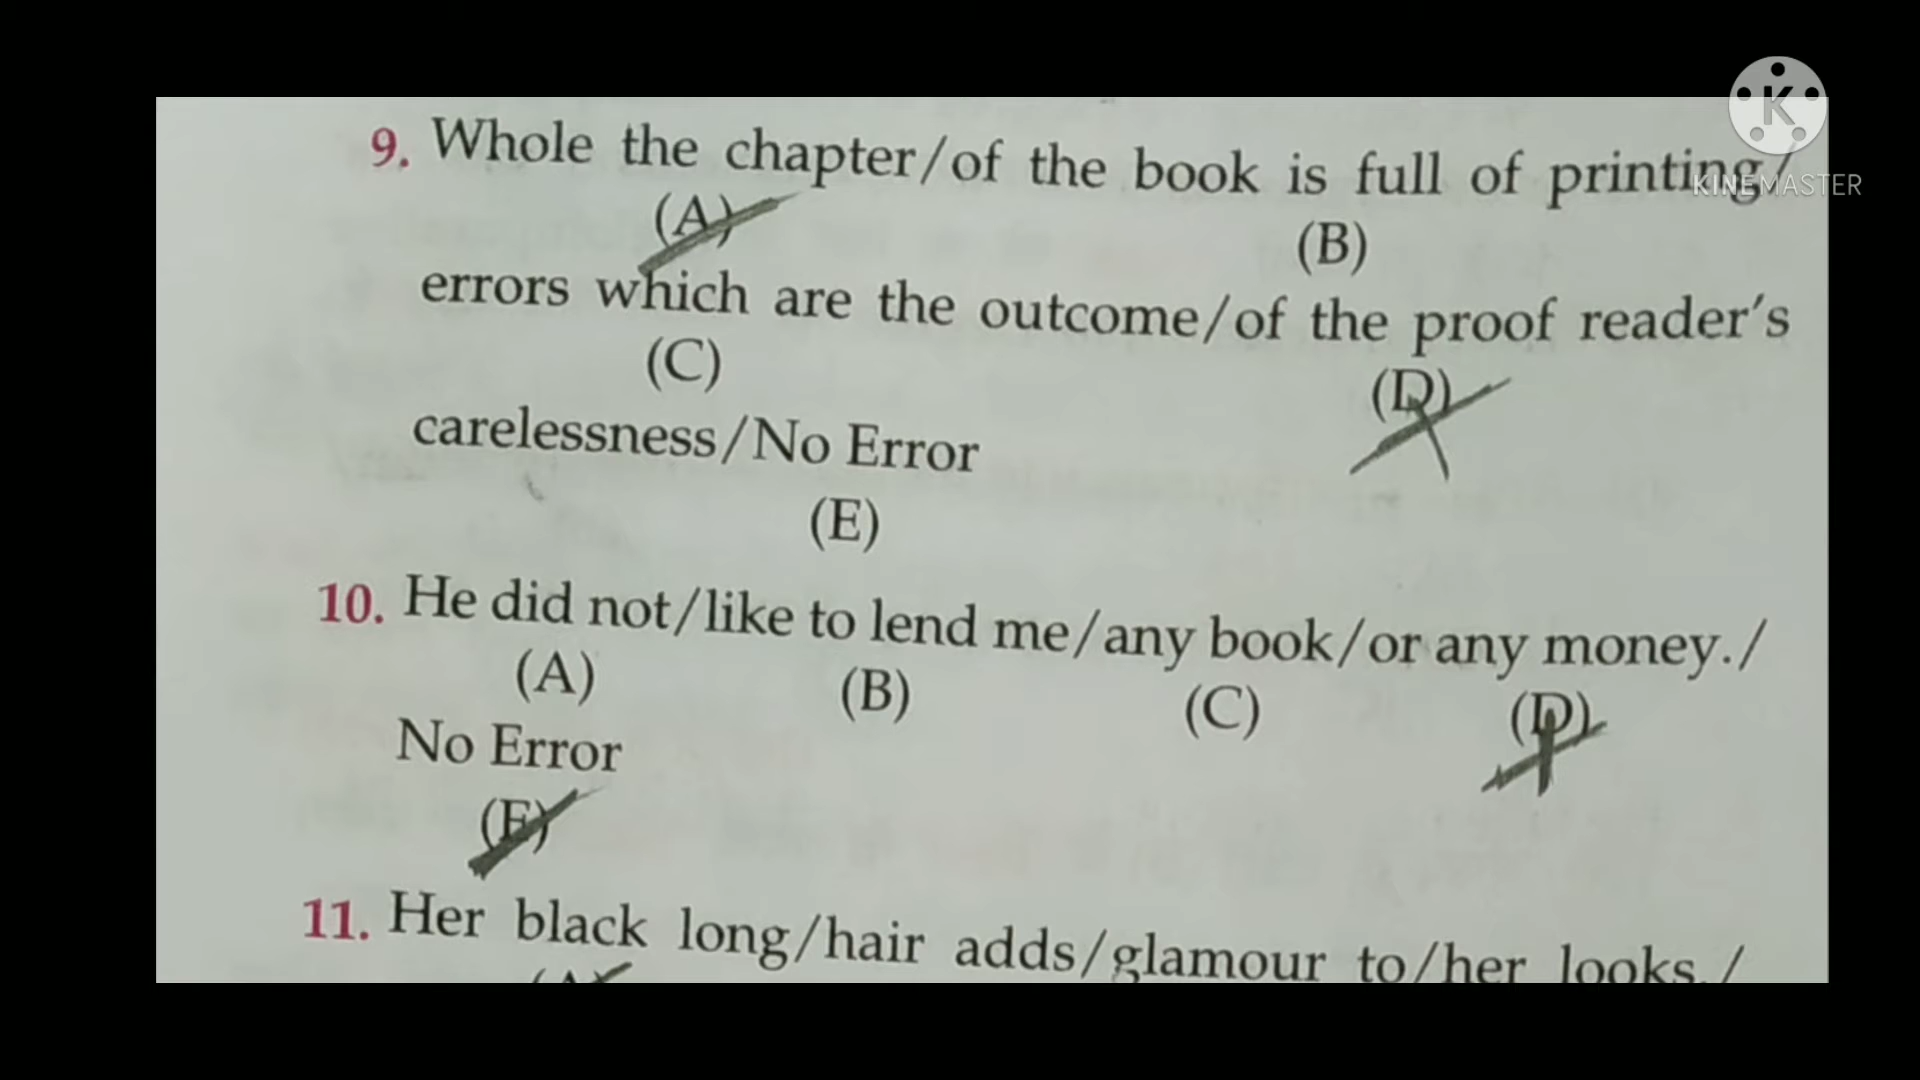 K
KINEMASTER
9. Whole the chapter/of the book is full of printing/
(A) (B)
errors which are the outcome/of the proof reader's
(C) (D)
carelessness/No Error
(E)
10. He did not/like to lend me/any book/or any money./
(A) (B) (C) (D)
No Error
(E)
11. Her black long/hair adds/glamour to/her looks./
(A)